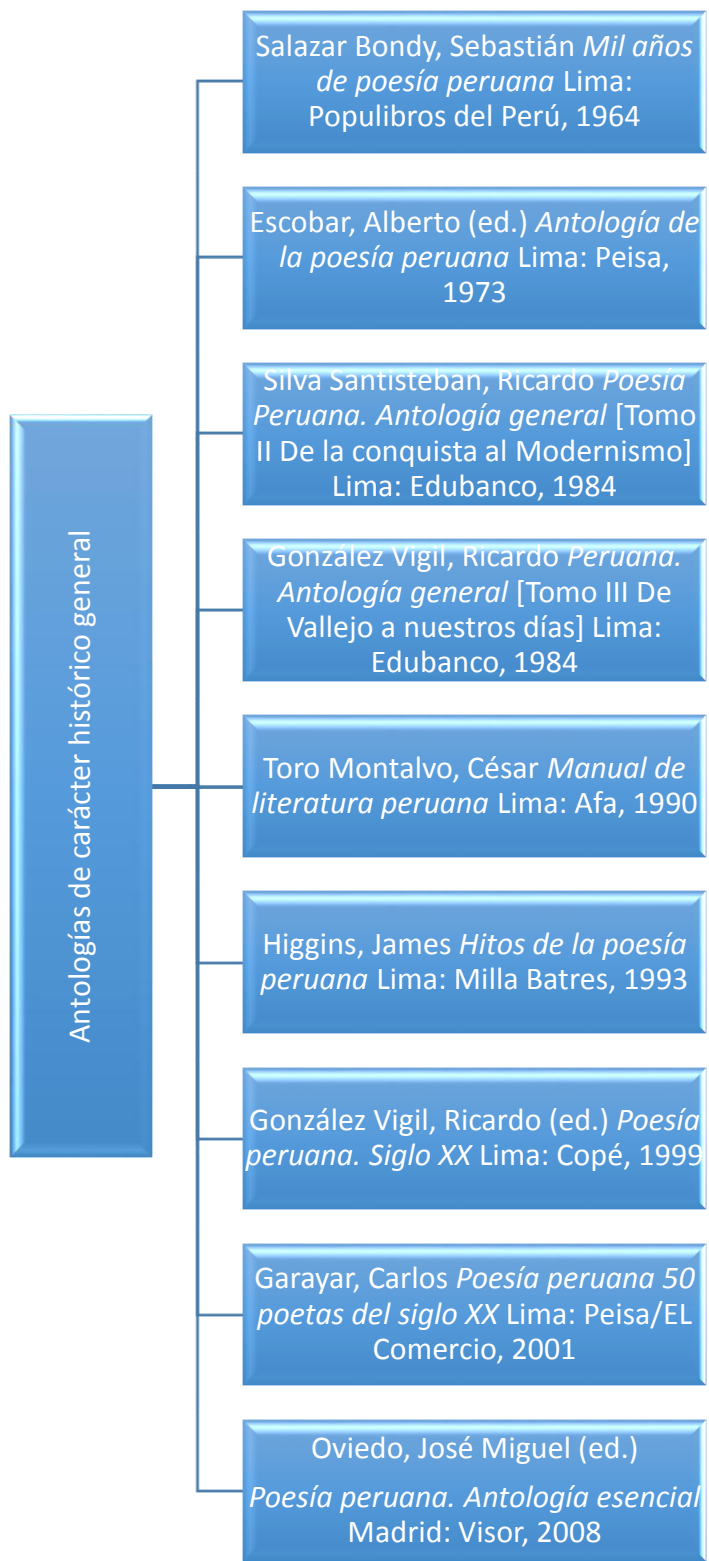 Antologías de carácter histórico general
Salazar Bondy, Sebastián Mil años
de poesía peruana Lima:
Populibros del Perú, 1964
Escobar, Alberto (ed.) Antología de
la poesía peruana Lima: Peisa,
1973
Silva Santisteban, Ricardo Poesía
Peruana. Antología general [Tomo
II De la conquista al Modernismo]
Lima: Edubanco, 1984
González Vigil, Ricardo Peruana.
Antología general [Tomo III De
Vallejo a nuestros días] Lima:
Edubanco, 1984
Toro Montalvo, César Manual de
literatura peruana Lima: Afa, 1990
Higgins, James Hitos de la poesía
peruana Lima: Milla Batres, 1993
González Vigil, Ricardo (ed.) Poesía
peruana. Siglo XX Lima: Copé, 1999
Garayar, Carlos Poesía peruana 50
poetas del siglo XX Lima: Peisa/EL
Comercio, 2001
Oviedo, José Miguel (ed.)
Poesía peruana. Antología esencial
Madrid: Visor, 2008